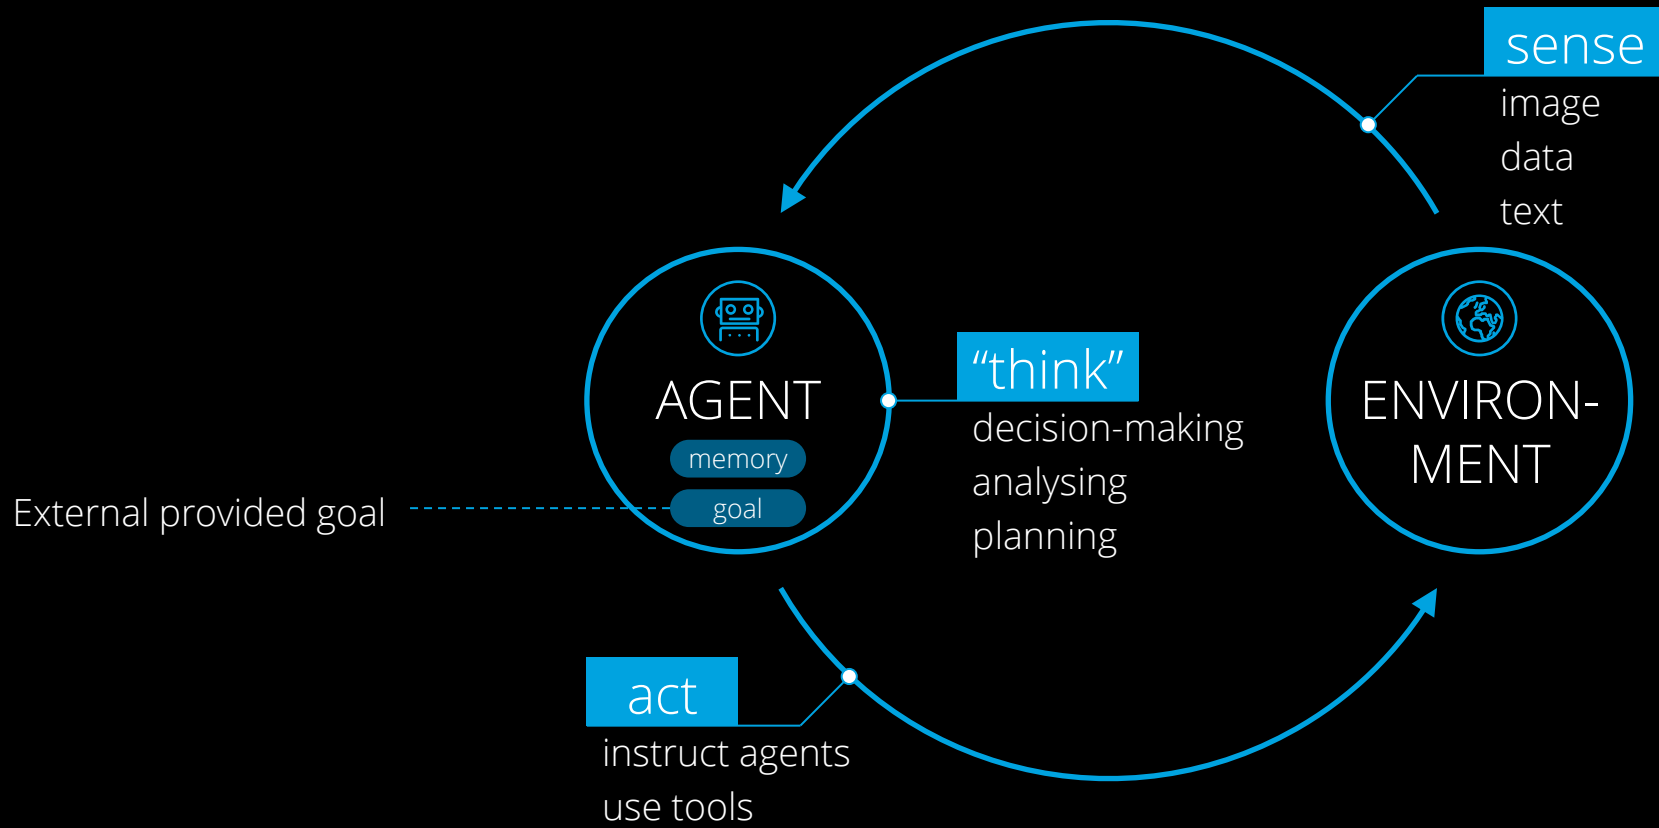 sense
image
data
text
AGENT
memory
goal
External provided goal
“think”
decision-making
analysing
planning
ENVIRON-
MENT
act
instruct agents
use tools